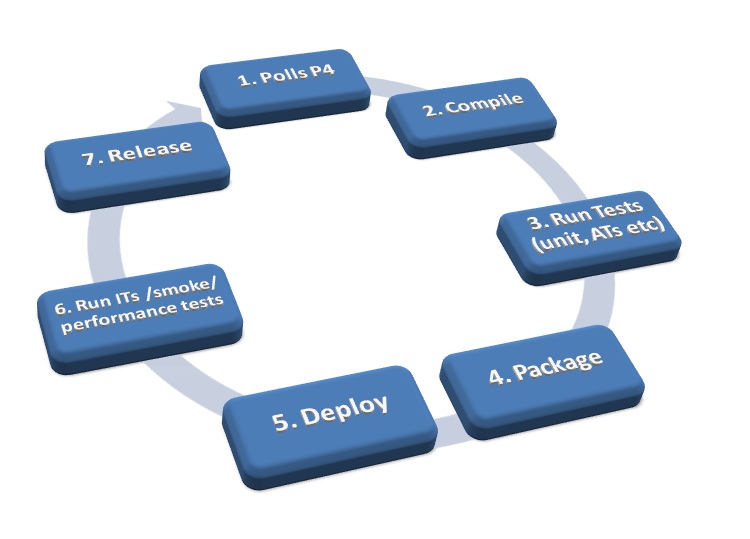 1. Polls P4
2. Compile
3. Run Tests
(unit, ATs etc)
4. Package
5. Deploy
6. Run ITs /smoke/
performance tests
7. Release